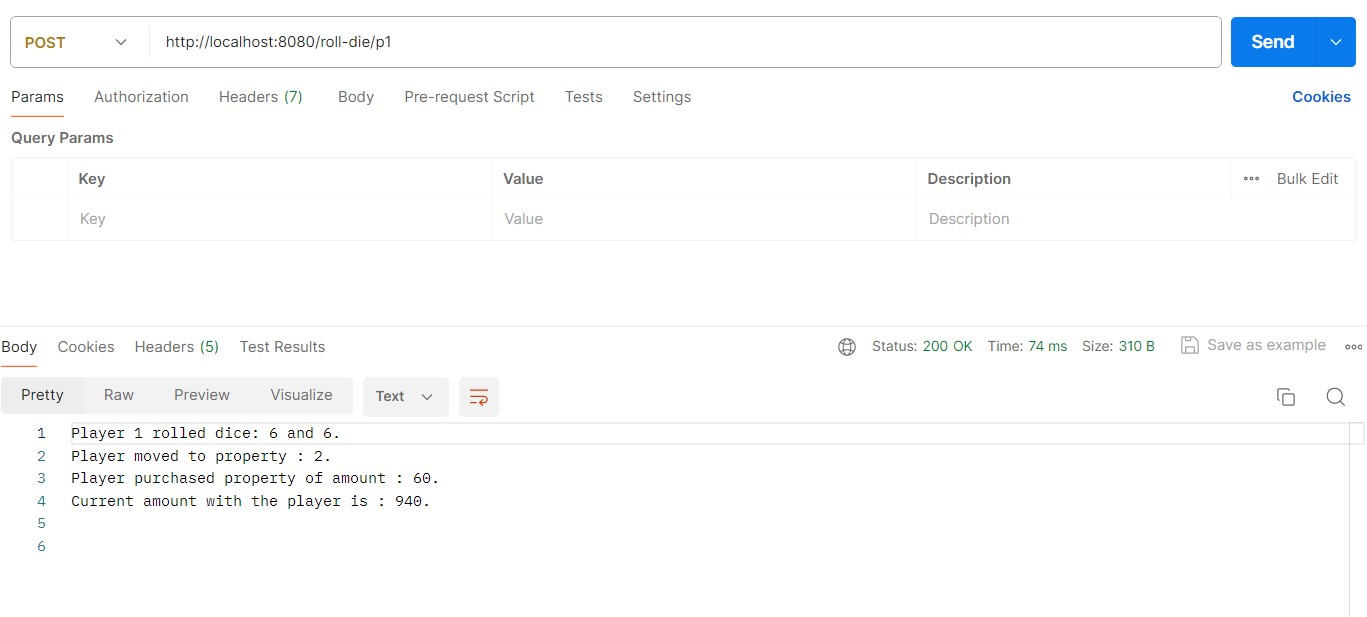 POST http://localhost:8080/roll-die/p1 Send
Params Authorization Headers (7) Body Pre-request Script Tests Settings Cookies
Query Params
Key Value Description Bulk Edit
Key Value Description
Body Cookies Headers (5) Test Results Status: 200 OK Time: 74 ms Size: 310 B Save as example
Pretty Raw Preview Visualize Text
1 Player 1 rolled dice: 6 and 6.
2 Player moved to property : 2.
3 Player purchased property of amount : 60.
4 Current amount with the player is : 940.
5
6